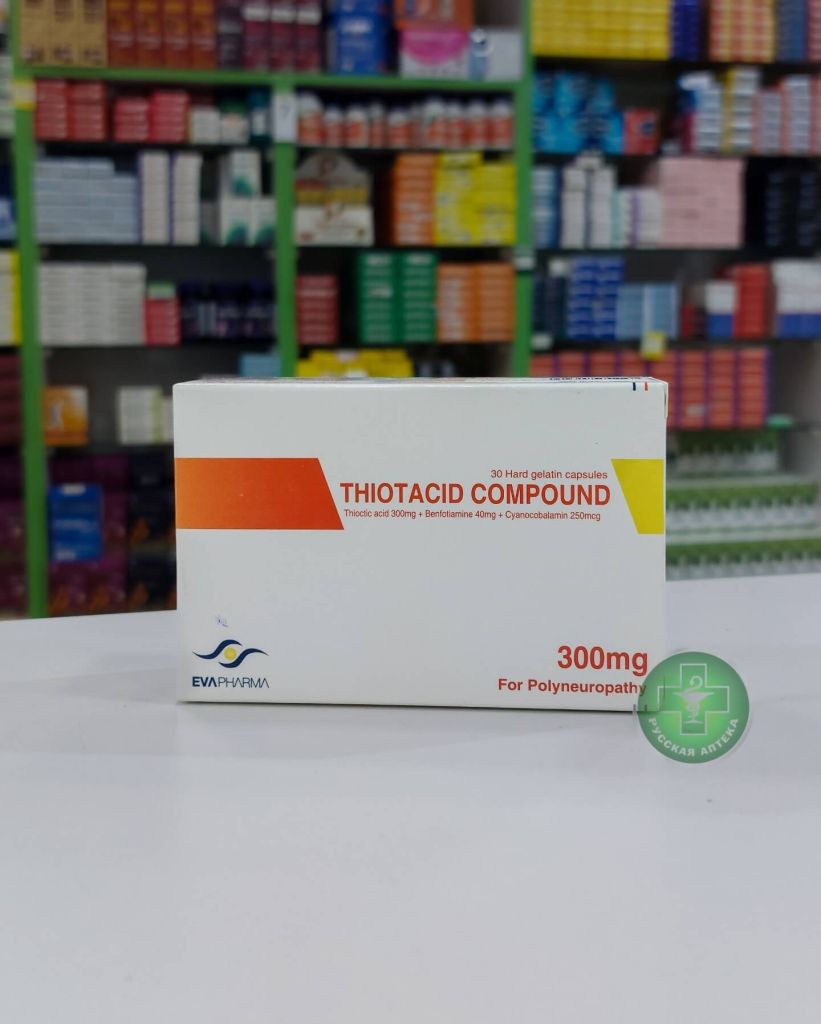 30 Hard gelatin capsules
THIOTACID COMPOUND
Thioctic acid 300mg + Benfotiamine 40mg + Cyanocobalamin 250mcg
300mg
For Polyneuropathy
EVAPHARMA
РУССКАЯ АПТЕКА
7